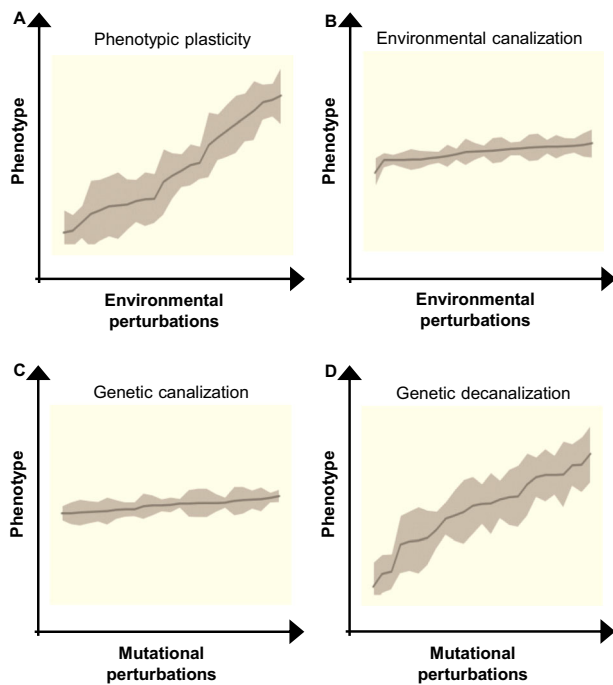 A
Phenotypic plasticity
Phenotype
Environmental
perturbations
B
Environmental canalization
Phenotype
Environmental
perturbations
C
Genetic canalization
Phenotype
Mutational
perturbations
D
Genetic decanalization
Phenotype
Mutational
perturbations